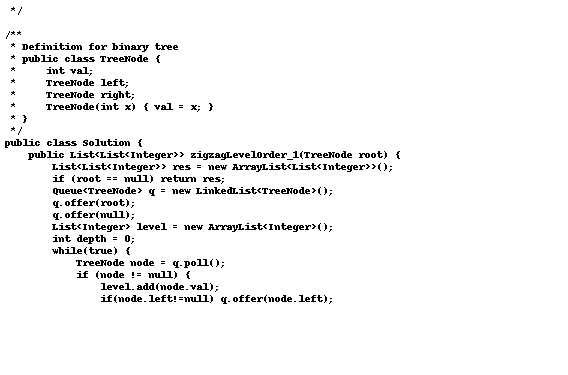 */

/**
 * Definition for binary tree
 * public class TreeNode {
 *     int val;
 *     TreeNode left;
 *     TreeNode right;
 *     TreeNode(int x) { val = x; }
 * }
 */
public class Solution {
    public List<List<Integer>> zigzagLevelOrder_1(TreeNode root) {
        List<List<Integer>> res = new ArrayList<List<Integer>>();
        if (root == null) return res;
        Queue<TreeNode> q = new LinkedList<TreeNode>();
        q.offer(root);
        q.offer(null);
        List<Integer> level = new ArrayList<Integer>();
        int depth = 0;
        while(true) {
            TreeNode node = q.poll();
            if (node != null) {
                level.add(node.val);
                if(node.left!=null) q.offer(node.left);